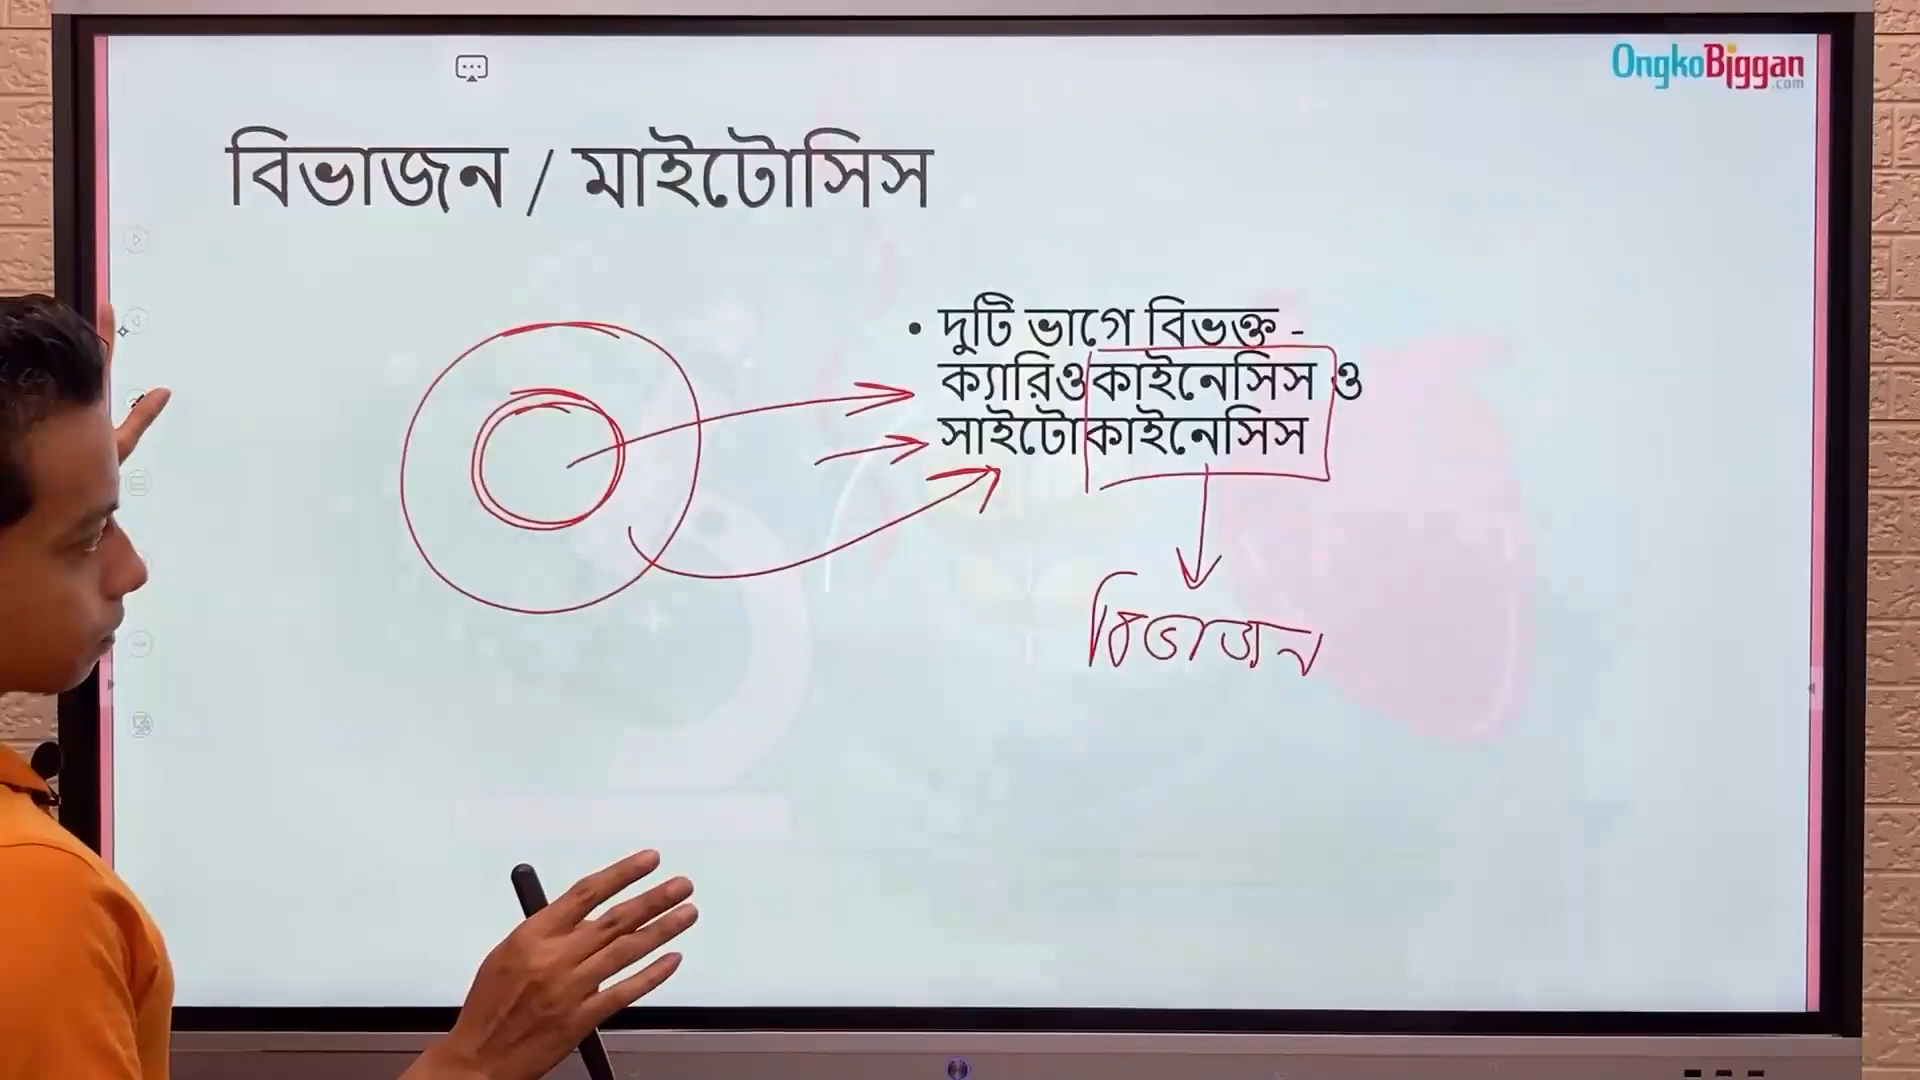 OngkoBiggan
.com
বিভাজন / মাইটোসিস
• দুটি ভাগে বিভক্ত -
ক্যারিওকাইনেসিস ও
সাইটোকাইনেসিস
বিভাজন